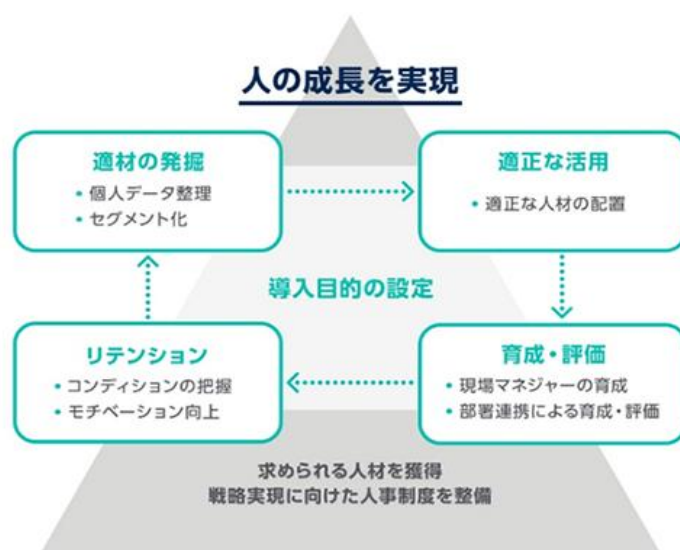 人の成長を実現
適材の発掘
• 個人データ整理
• セグメント化
適正な活用
• 適正な人材の配置
導入目的の設定
リテンション
• コンディションの把握
• モチベーション向上
育成・評価
• 現場マネジャーの育成
• 部署連携による育成・評価
求められる人材を獲得
戦略実現に向けた人事制度を整備